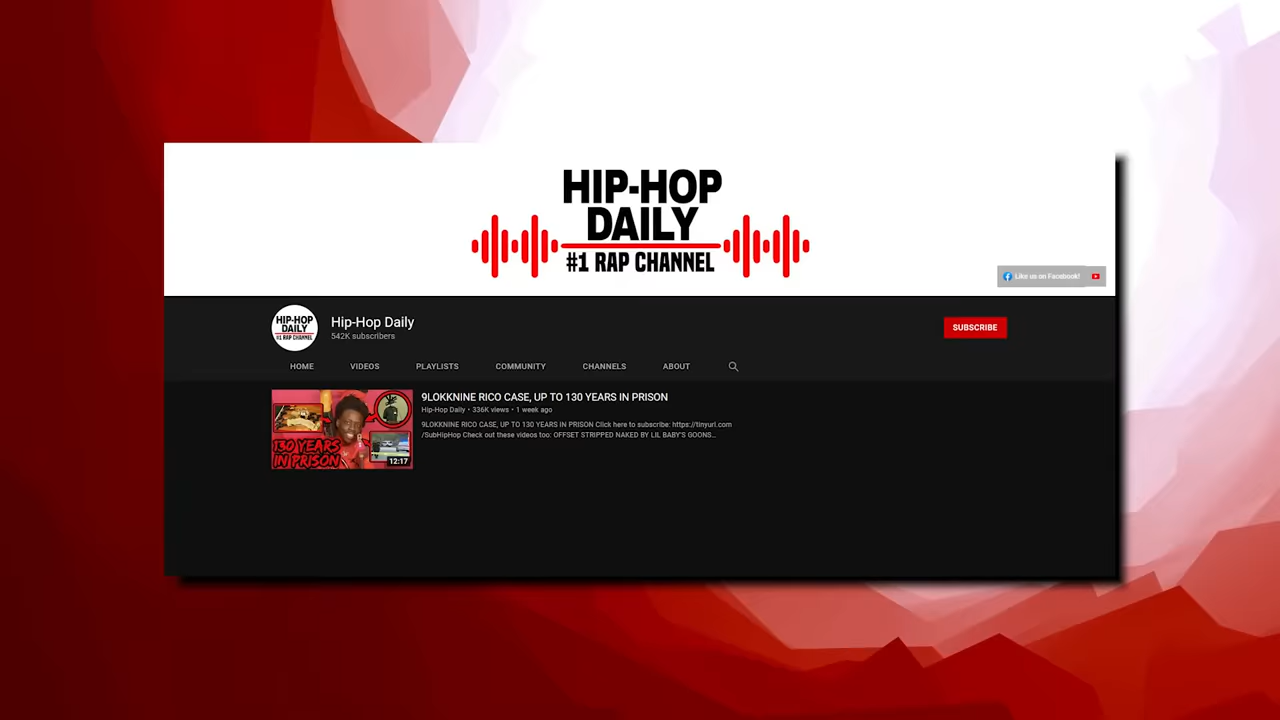 HIP-HOP
DAILY
#1 RAP CHANNEL
Like us on Facebook!
HIP-HOP
DAILY
#1 RAP CHANNEL
Hip-Hop Daily
542K subscribers
SUBSCRIBE
HOME VIDEOS PLAYLISTS COMMUNITY CHANNELS ABOUT
130 YEARS
IN PRISON
12:17
9LOKKNINE RICO CASE, UP TO 130 YEARS IN PRISON
Hip-Hop Daily • 336K views • 1 week ago
9LOKKNINE RICO CASE, UP TO 130 YEARS IN PRISON Click here to subscribe: https://tinyurl.com
/SubHipHop Check out these videos too: OFFSET STRIPPED NAKED BY LIL BABY'S GOONS...